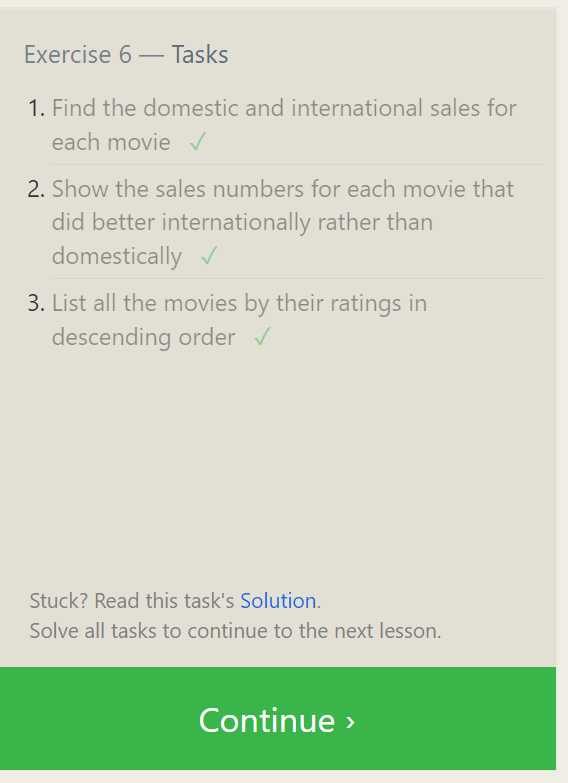 Exercise 6 — Tasks
1. Find the domestic and international sales for
each movie ✓
2. Show the sales numbers for each movie that
did better internationally rather than
domestically ✓
3. List all the movies by their ratings in
descending order ✓
Stuck? Read this task's Solution.
Solve all tasks to continue to the next lesson.
Continue ›